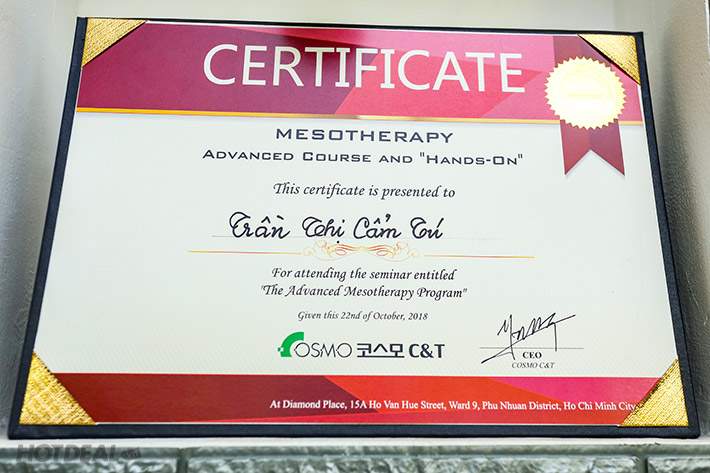 CERTIFICATE
MESOTHERAPY
ADVANCED COURSE AND "HANDS-ON"
This certificate is presented to
Trần Thị Cẩm Tú
For attending the seminar entitled
"The Advanced Mesotherapy Program"
Given this 22nd of October, 2018
COSMO 코스모 C&T
CEO
COSMO C&T
At Diamond Place, 15A Ho Van Hue Street, Ward 9, Phu Nhuan District, Ho Chi Minh City
HOTDEAL.vn